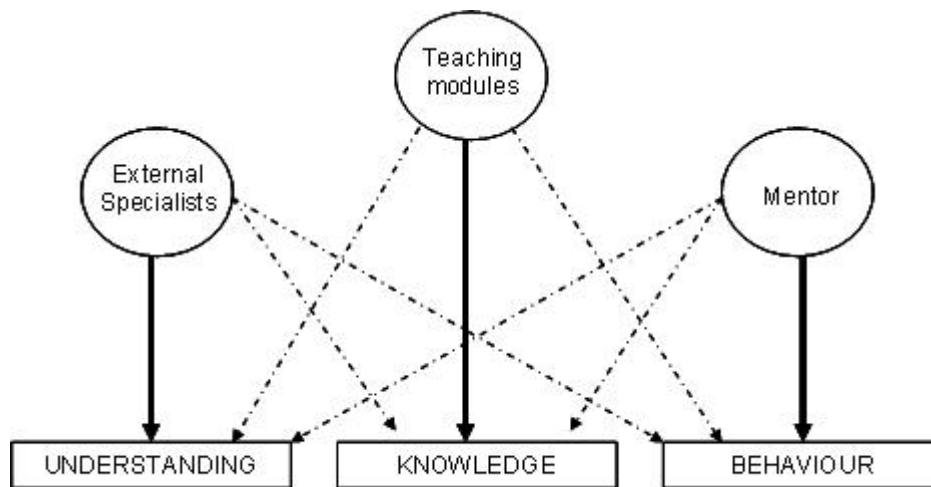 Teaching
modules
External
Specialists
Mentor
UNDERSTANDING
KNOWLEDGE
BEHAVIOUR